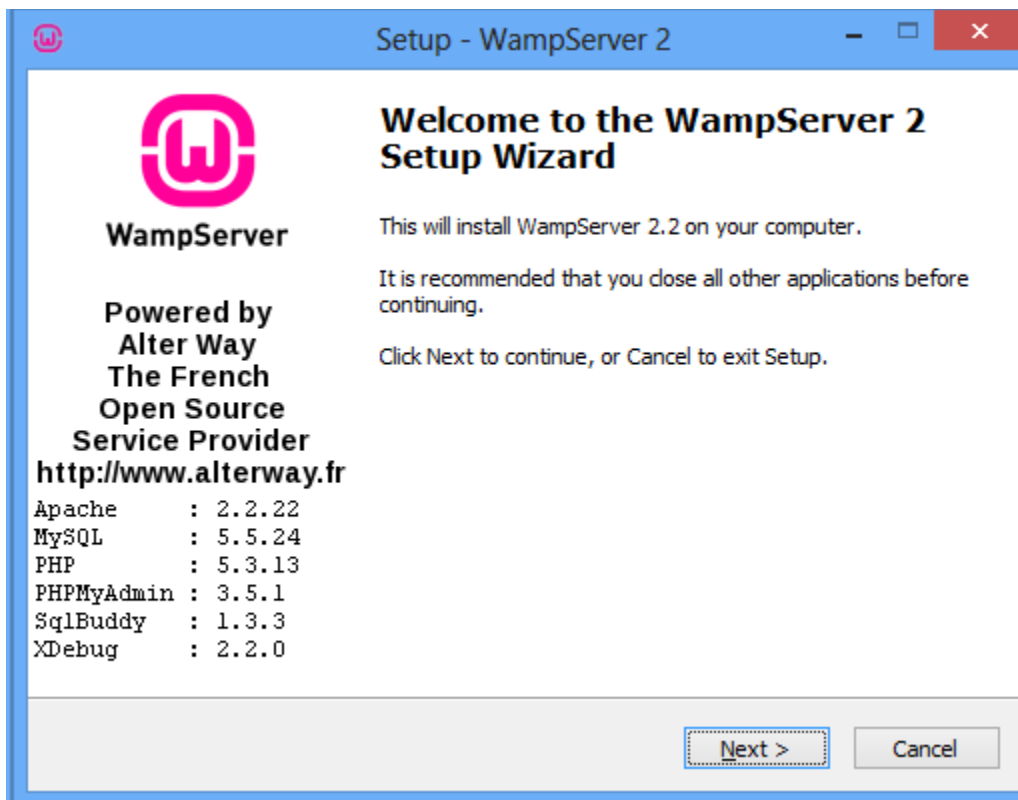 Setup - WampServer 2
WampServer
Powered by
Alter Way
The French
Open Source
Service Provider
http://www.alterway.fr
Apache : 2.2.22
MySQL : 5.5.24
PHP : 5.3.13
PHPMyAdmin : 3.5.1
SqlBuddy : 1.3.3
XDebug : 2.2.0
Welcome to the WampServer 2
Setup Wizard
This will install WampServer 2.2 on your computer.
It is recommended that you close all other applications before
continuing.
Click Next to continue, or Cancel to exit Setup.
Next >
Cancel